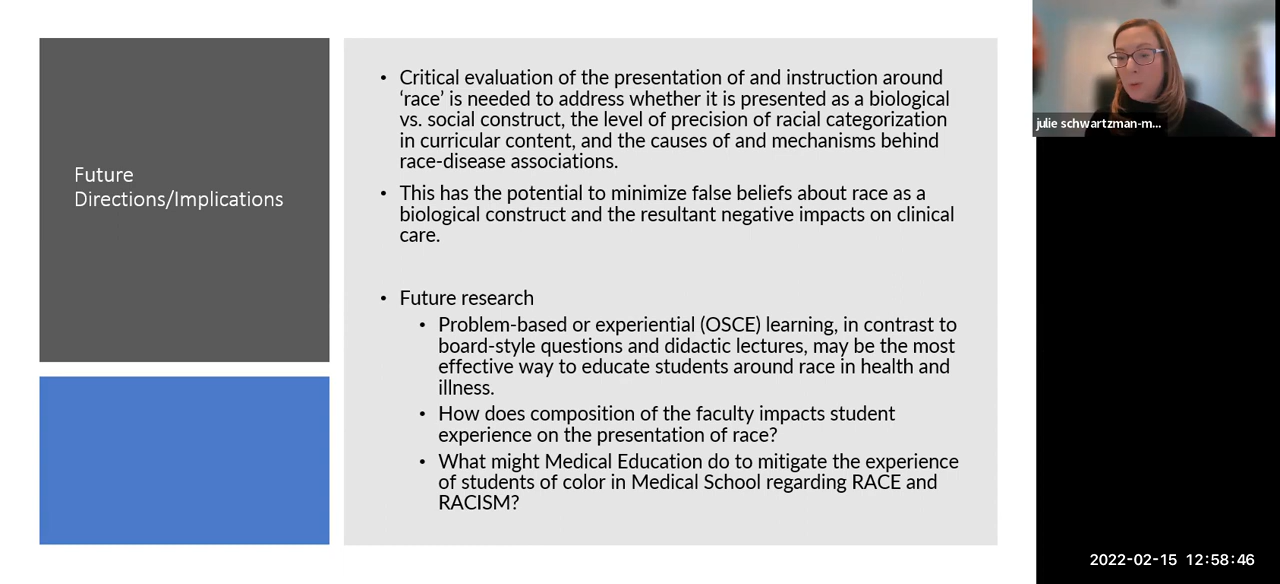 Future
Directions/Implications
• Critical evaluation of the presentation of and instruction around
‘race’ is needed to address whether it is presented as a biological
vs. social construct, the level of precision of racial categorization
in curricular content, and the causes of and mechanisms behind
race-disease associations.
• This has the potential to minimize false beliefs about race as a
biological construct and the resultant negative impacts on clinical
care.
• Future research
• Problem-based or experiential (OSCE) learning, in contrast to
board-style questions and didactic lectures, may be the most
effective way to educate students around race in health and
illness.
• How does composition of the faculty impacts student
experience on the presentation of race?
• What might Medical Education do to mitigate the experience
of students of color in Medical School regarding RACE and
RACISM?
julie schwartzman-m...
2022-02-15 12:58:46